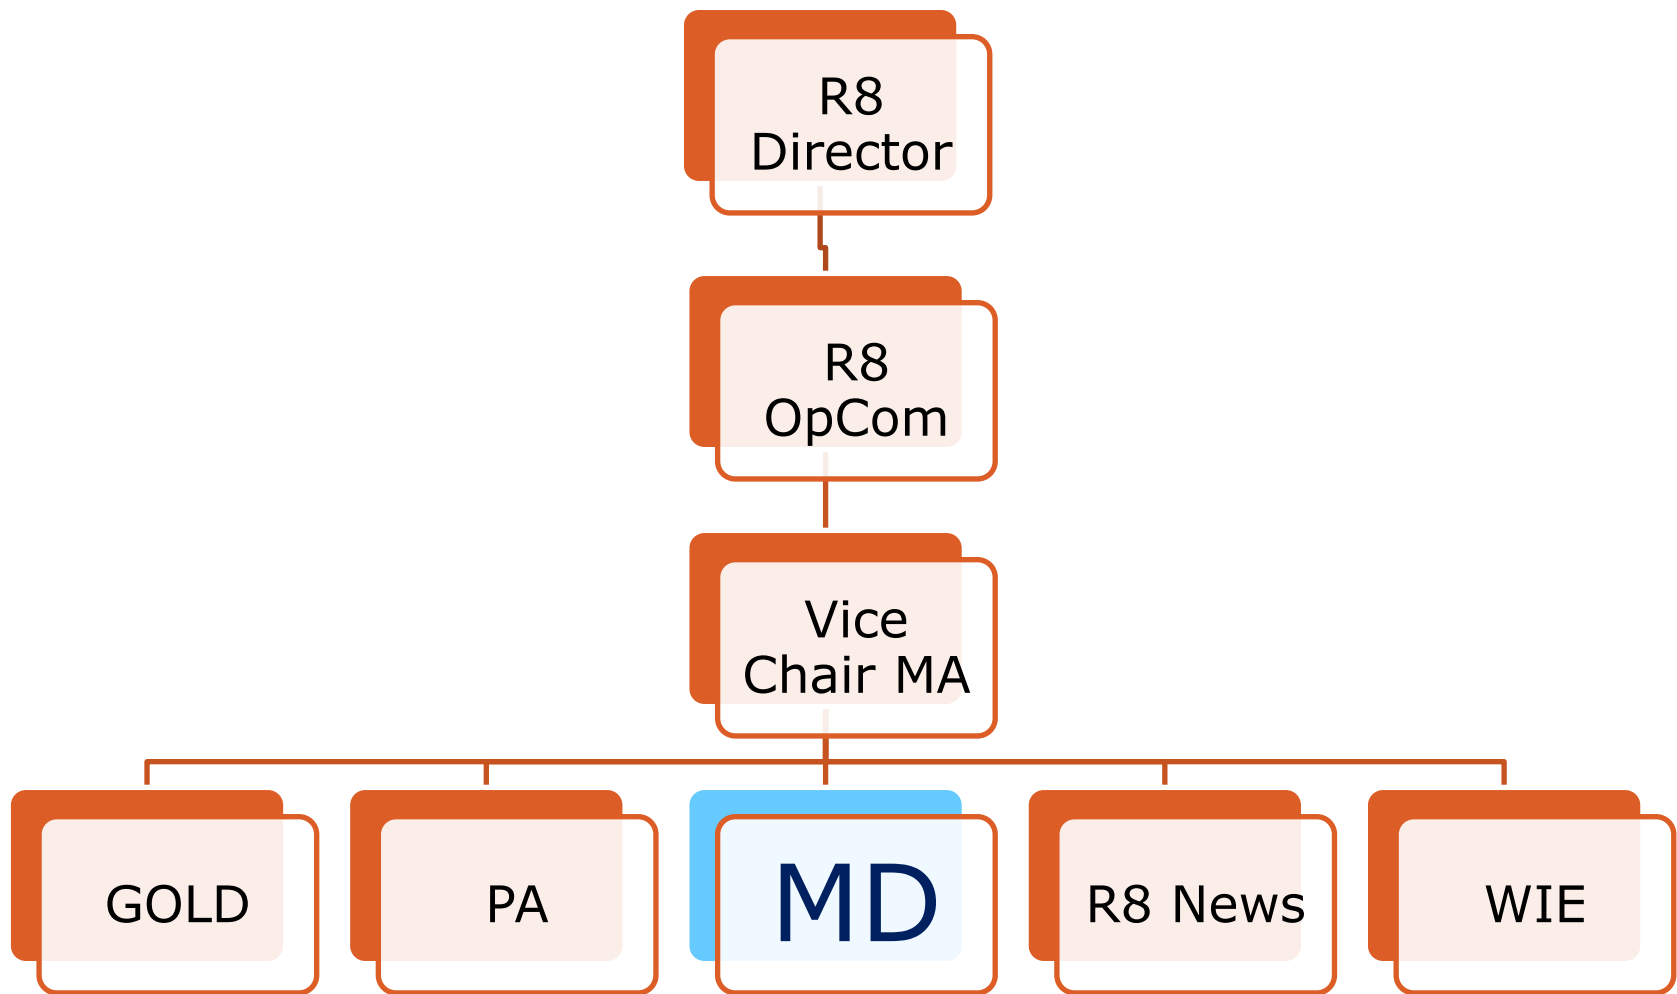 R8
Director
R8
OpCom
Vice
Chair MA
GOLD
PA
MD
R8 News
WIE